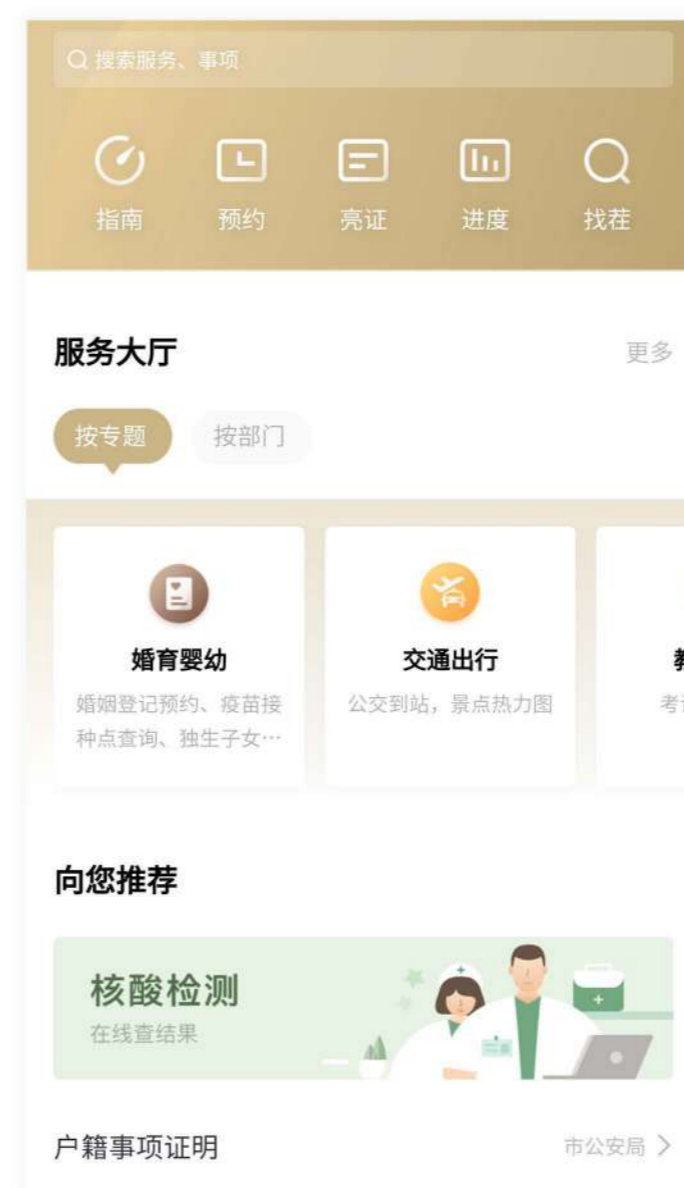 搜索服务、事项
指南 预约 亮证 进度 找茬
服务大厅 更多
按专题 按部门
婚育婴幼 交通出行
婚姻登记预约、疫苗接 公交到站，景点热力图
种点查询、独生子女…
向您推荐
核酸检测
在线查结果
户籍事项证明 市公安局